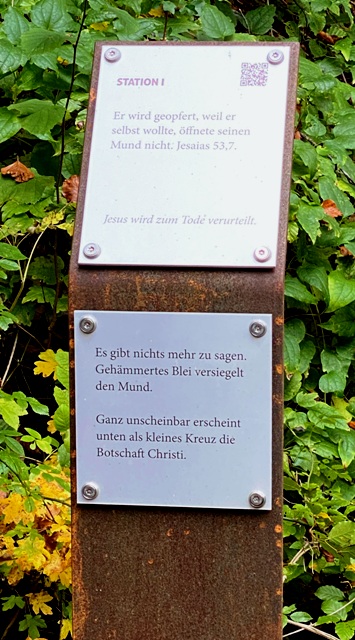 STATION I
Er wird geopfert, weil er
selbst wollte, öffnete seinen
Mund nicht. Jesaias 53,7.
Jesus wird zum Tode verurteilt.
Es gibt nichts mehr zu sagen.
Gehämmertes Blei versiegelt
den Mund.
Ganz unscheinbar erscheint
unten als kleines Kreuz die
Botschaft Christi.